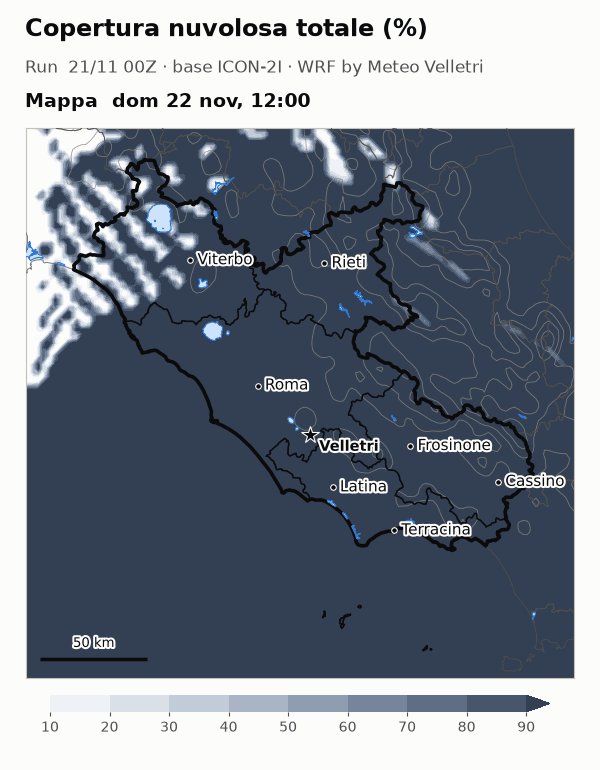 Copertura nuvolosa totale (%)
Run  21/11 00Z · base ICON-2I · WRF by Meteo Velletri
Mappa  dom 22 nov, 12:00
Viterbo
Rieti
Roma
Velletri
Frosinone
Cassino
Latina
Terracina
50 km
10 20 30 40 50 60 70 80 90